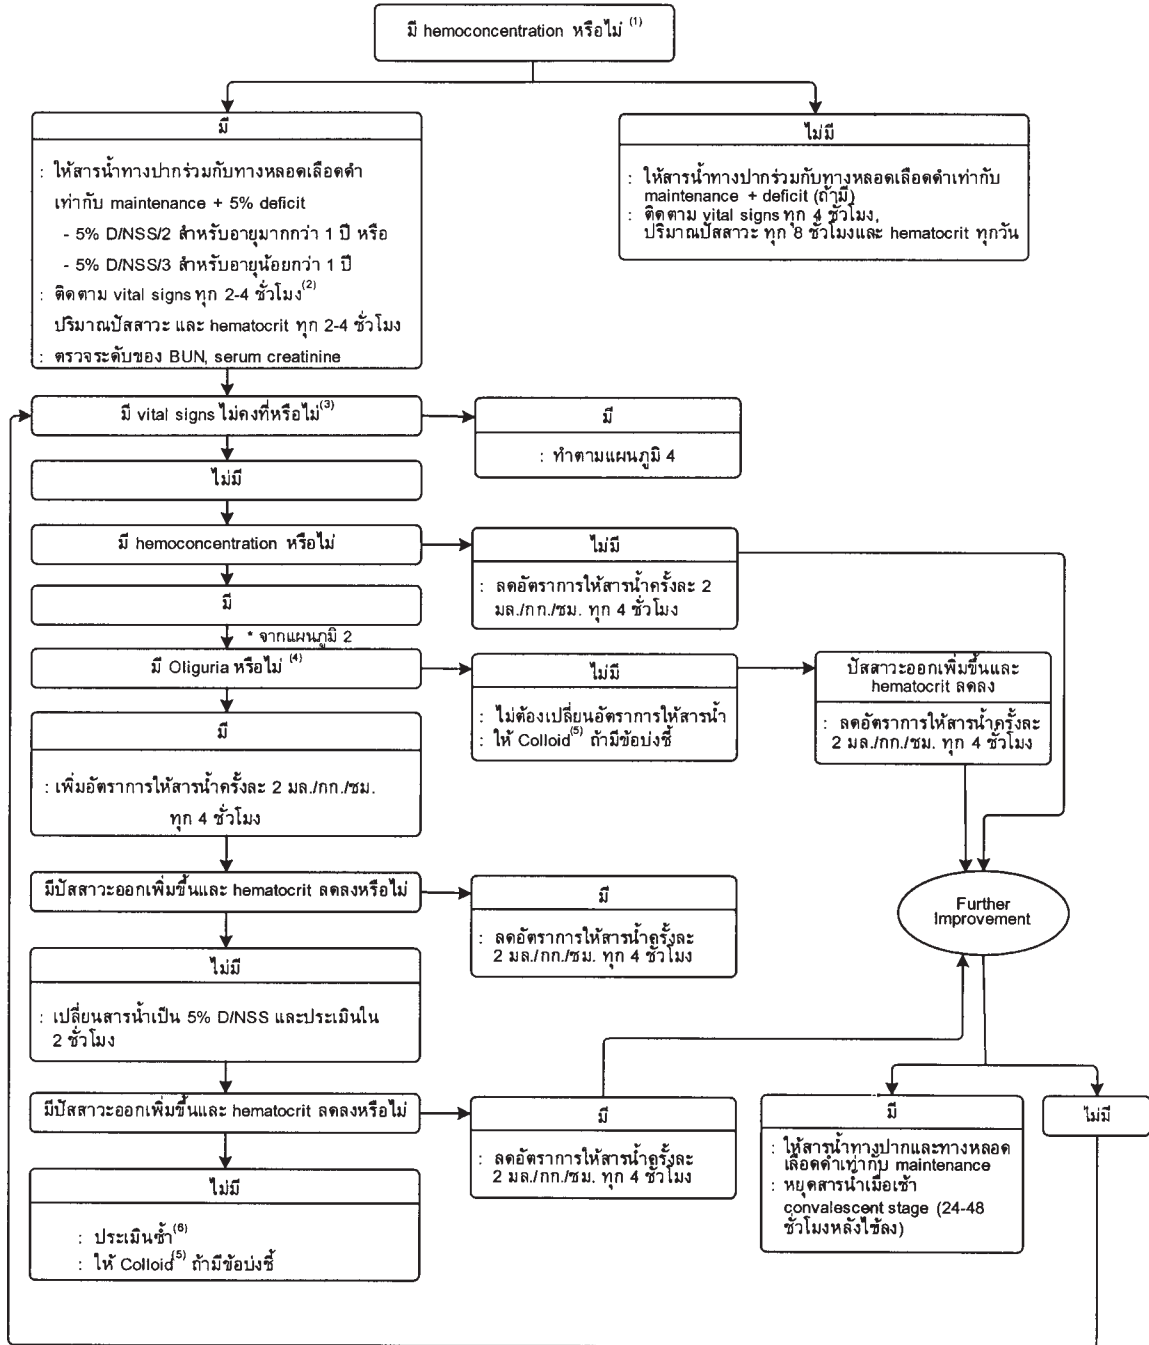 มี hemoconcentration หรือไม่ (1)
มี
: ให้สารน้ำทางปากร่วมกับทางหลอดเลือดดำ
เท่ากับ maintenance + 5% deficit
- 5% D/NSS/2 สำหรับอายุมากกว่า 1 ปี หรือ
- 5% D/NSS/3 สำหรับอายุน้อยกว่า 1 ปี
: ติดตาม vital signs ทุก 2-4 ชั่วโมง(2)
ปริมาณปัสสาวะ และ hematocrit ทุก 2-4 ชั่วโมง
: ตรวจระดับของ BUN, serum creatinine
ไม่มี
: ให้สารน้ำทางปากร่วมกับทางหลอดเลือดดำเท่ากับ
maintenance + deficit (ถ้ามี)
: ติดตาม vital signs ทุก 4 ชั่วโมง,
ปริมาณปัสสาวะ ทุก 8 ชั่วโมงและ hematocrit ทุกวัน
มี vital signs ไม่คงที่หรือไม่(3)
มี
: ทำตามแผนภูมิ 4
ไม่มี
มี hemoconcentration หรือไม่
ไม่มี
: ลดอัตราการให้สารน้ำครั้งละ 2
มล./กก./ชม. ทุก 4 ชั่วโมง
มี
* จากแผนภูมิ 2
มี Oliguria หรือไม่ (4)
ไม่มี
: ไม่ต้องเปลี่ยนอัตราการให้สารน้ำ
: ให้ Colloid(5) ถ้ามีข้อบ่งชี้
ปัสสาวะออกเพิ่มขึ้นและ
hematocrit ลดลง
: ลดอัตราการให้สารน้ำครั้งละ
2 มล./กก./ชม. ทุก 4 ชั่วโมง
มี
: เพิ่มอัตราการให้สารน้ำครั้งละ 2 มล./กก./ชม.
ทุก 4 ชั่วโมง
มีปัสสาวะออกเพิ่มขึ้นและ hematocrit ลดลงหรือไม่
มี
: ลดอัตราการให้สารน้ำครั้งละ
2 มล./กก./ชม. ทุก 4 ชั่วโมง
Further
Improvement
ไม่มี
: เปลี่ยนสารน้ำเป็น 5% D/NSS และประเมินใน
2 ชั่วโมง
มีปัสสาวะออกเพิ่มขึ้นและ hematocrit ลดลงหรือไม่
มี
: ลดอัตราการให้สารน้ำครั้งละ
2 มล./กก./ชม. ทุก 4 ชั่วโมง
มี
: ให้สารน้ำทางปากและทางหลอด
เลือดดำเท่ากับ maintenance
: หยุดสารน้ำเมื่อเข้า
convalescent stage (24-48
ชั่วโมงหลังไข้ลง)
ไม่มี
ไม่มี
: ประเมินซ้ำ(6)
: ให้ Colloid(5) ถ้ามีข้อบ่งชี้